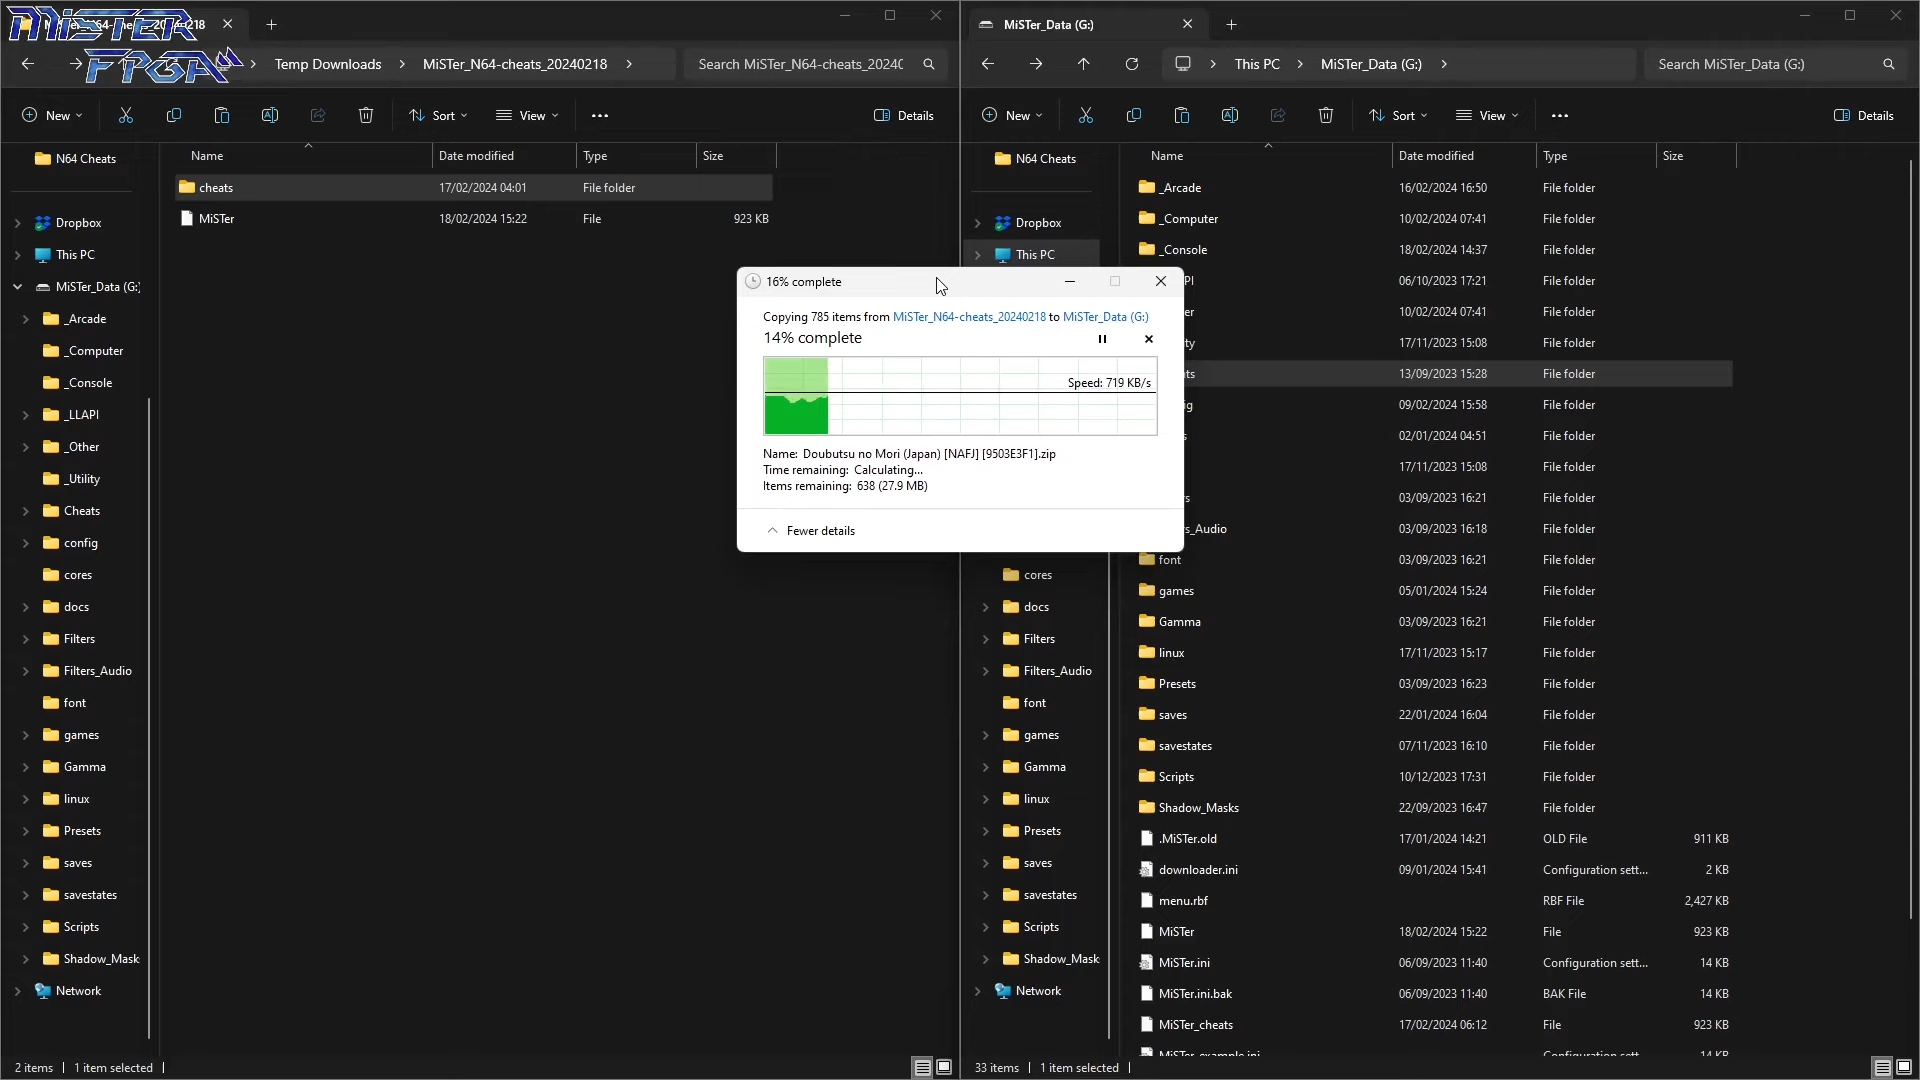 MiSTer
FPGA
Temp Downloads
MiSTer_N64-cheats_20240218
Search MiSTer_N64-cheats_2024(
New
Sort
View
Details
N64 Cheats
Dropbox
This PC
MiSTer_Data (G:)
_Arcade
_Computer
_Console
_LLAPI
_Other
_Utility
Cheats
config
cores
docs
Filters
Filters_Audio
font
games
Gamma
linux
Presets
saves
savestates
Scripts
Shadow_Mask
Network
Name Date modified Type Size
cheats 17/02/2024 04:01 File folder
MiSTer 18/02/2024 15:22 File 923 KB
2 items 1 item selected
MiSTer_Data (G:)
This PC
MiSTer_Data (G:)
Search MiSTer_Data (G:)
New
Sort
View
Details
N64 Cheats
Dropbox
This PC
cores
docs
Filters
Filters_Audio
font
games
Gamma
linux
Presets
saves
savestates
Scripts
Shadow_Mask
Network
Name Date modified Type Size
_Arcade 16/02/2024 16:50 File folder
_Computer 10/02/2024 07:41 File folder
_Console 18/02/2024 14:37 File folder
PI 06/10/2023 17:21 File folder
er 10/02/2024 07:41 File folder
ty 17/11/2023 15:08 File folder
ts 13/09/2023 15:28 File folder
ig 09/02/2024 15:58 File folder
s 02/01/2024 04:51 File folder
17/11/2023 15:08 File folder
s 03/09/2023 16:21 File folder
s_Audio 03/09/2023 16:18 File folder
font 03/09/2023 16:21 File folder
games 05/01/2024 15:24 File folder
Gamma 03/09/2023 16:21 File folder
linux 17/11/2023 15:17 File folder
Presets 03/09/2023 16:23 File folder
saves 22/01/2024 16:04 File folder
savestates 07/11/2023 16:10 File folder
Scripts 10/12/2023 17:31 File folder
Shadow_Masks 22/09/2023 16:47 File folder
.MiSTer.old 17/01/2024 14:21 OLD File 911 KB
downloader.ini 09/01/2024 15:41 Configuration sett... 2 KB
menu.rbf RBF File 2,427 KB
MiSTer 18/02/2024 15:22 File 923 KB
MiSTer.ini 06/09/2023 11:40 Configuration sett... 14 KB
MiSTer.ini.bak 06/09/2023 11:40 BAK File 14 KB
MiSTer_cheats 17/02/2024 06:12 File 923 KB
MiSTer_example.ini Configuration sett... 14 KB
33 items 1 item selected
16% complete
Copying 785 items from MiSTer_N64-cheats_20240218 to MiSTer_Data (G:)
14% complete
Speed: 719 KB/s
Name: Doubutsu no Mori (Japan) [NAFJ] [9503E3F1].zip
Time remaining: Calculating...
Items remaining: 638 (27.9 MB)
Fewer details